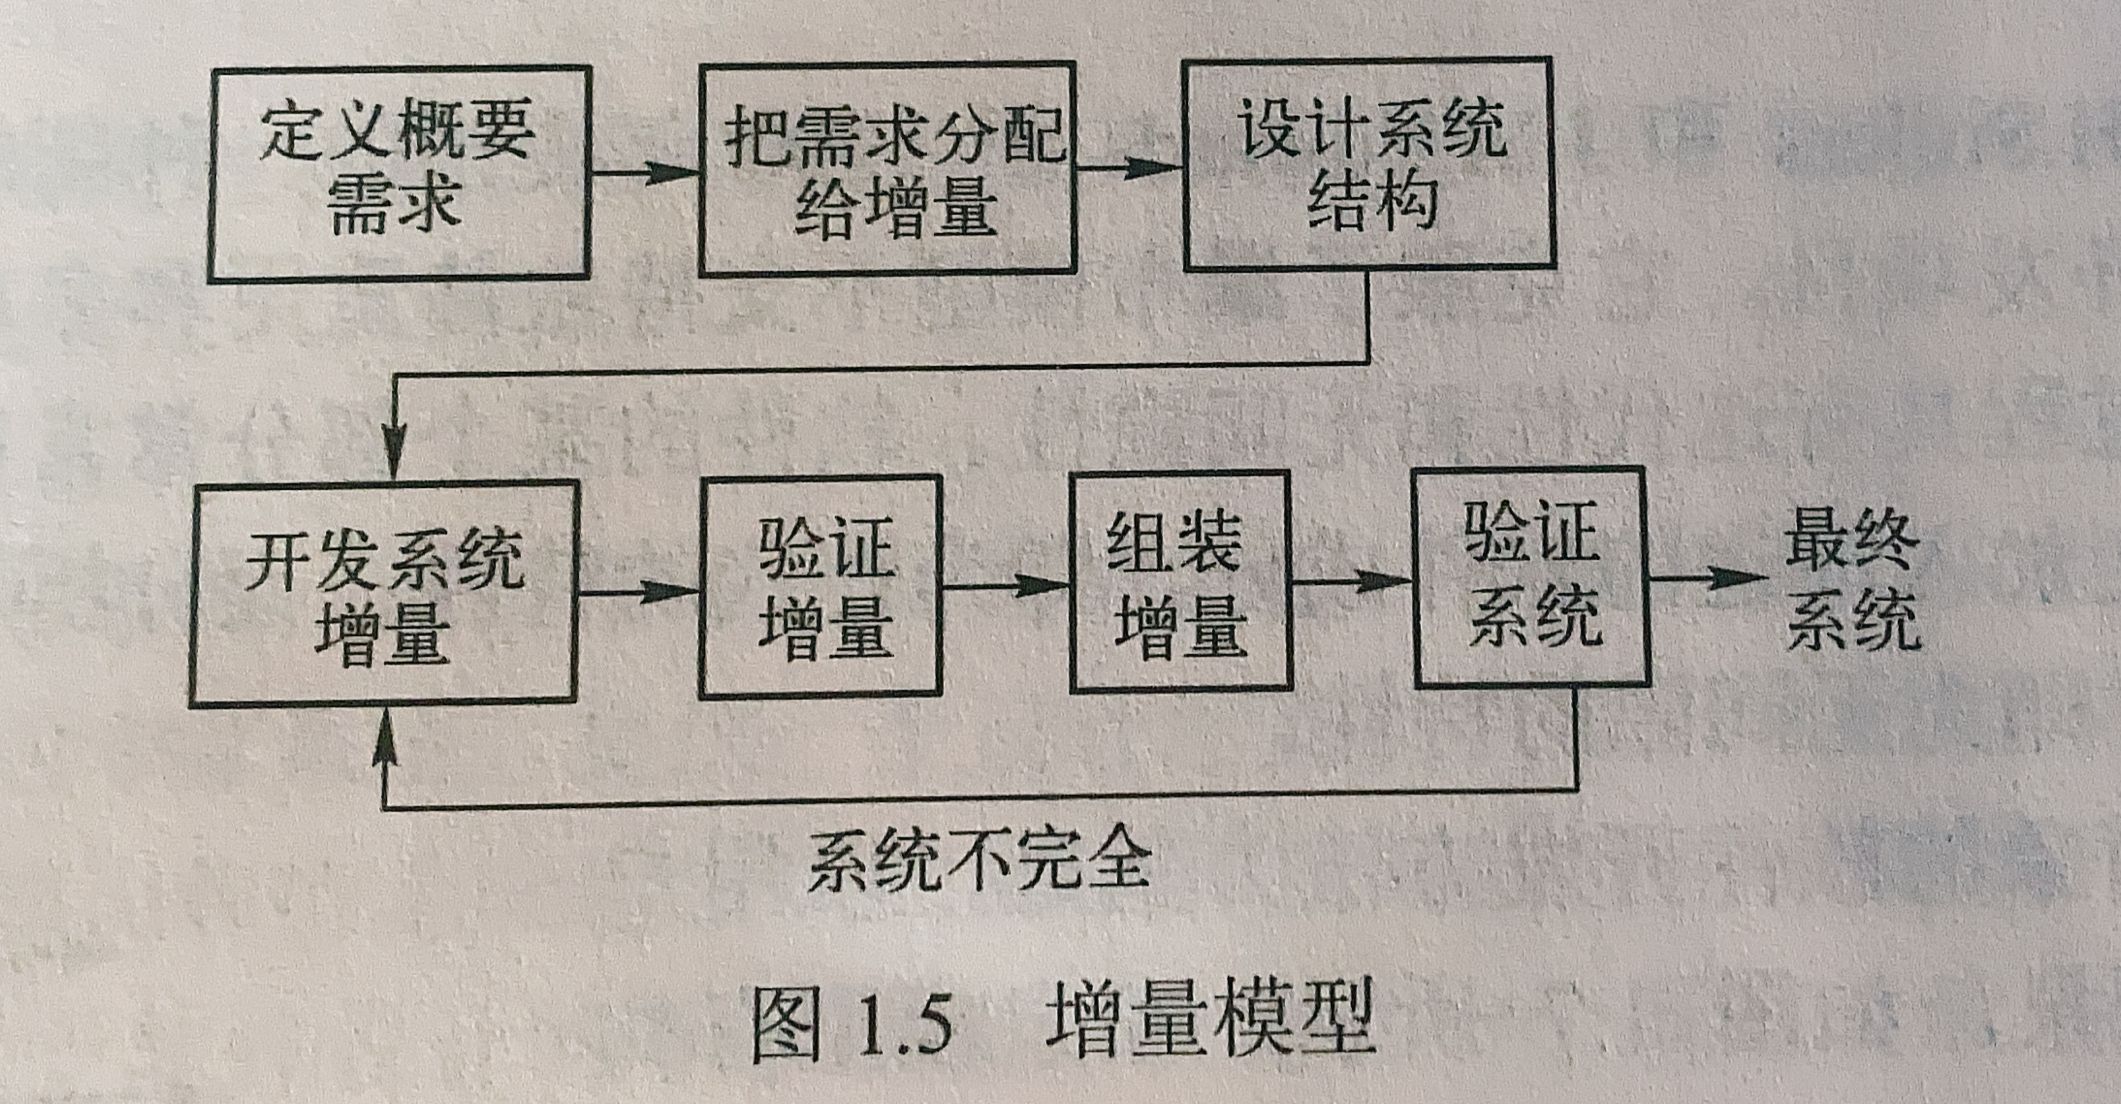 定义概要
需求
把需求分配
给增量
设计系统
结构
开发系统
增量
验证
增量
组装
增量
验证
系统
最终
系统
系统不完全
图 1.5 增量模型